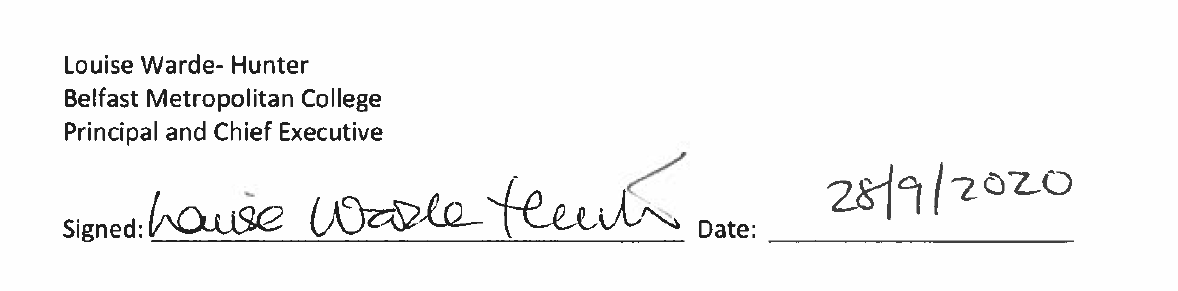 Louise Warde- Hunter
Belfast Metropolitan College
Principal and Chief Executive
Signed: Louise Warde Hunter Date: 28/9/2020